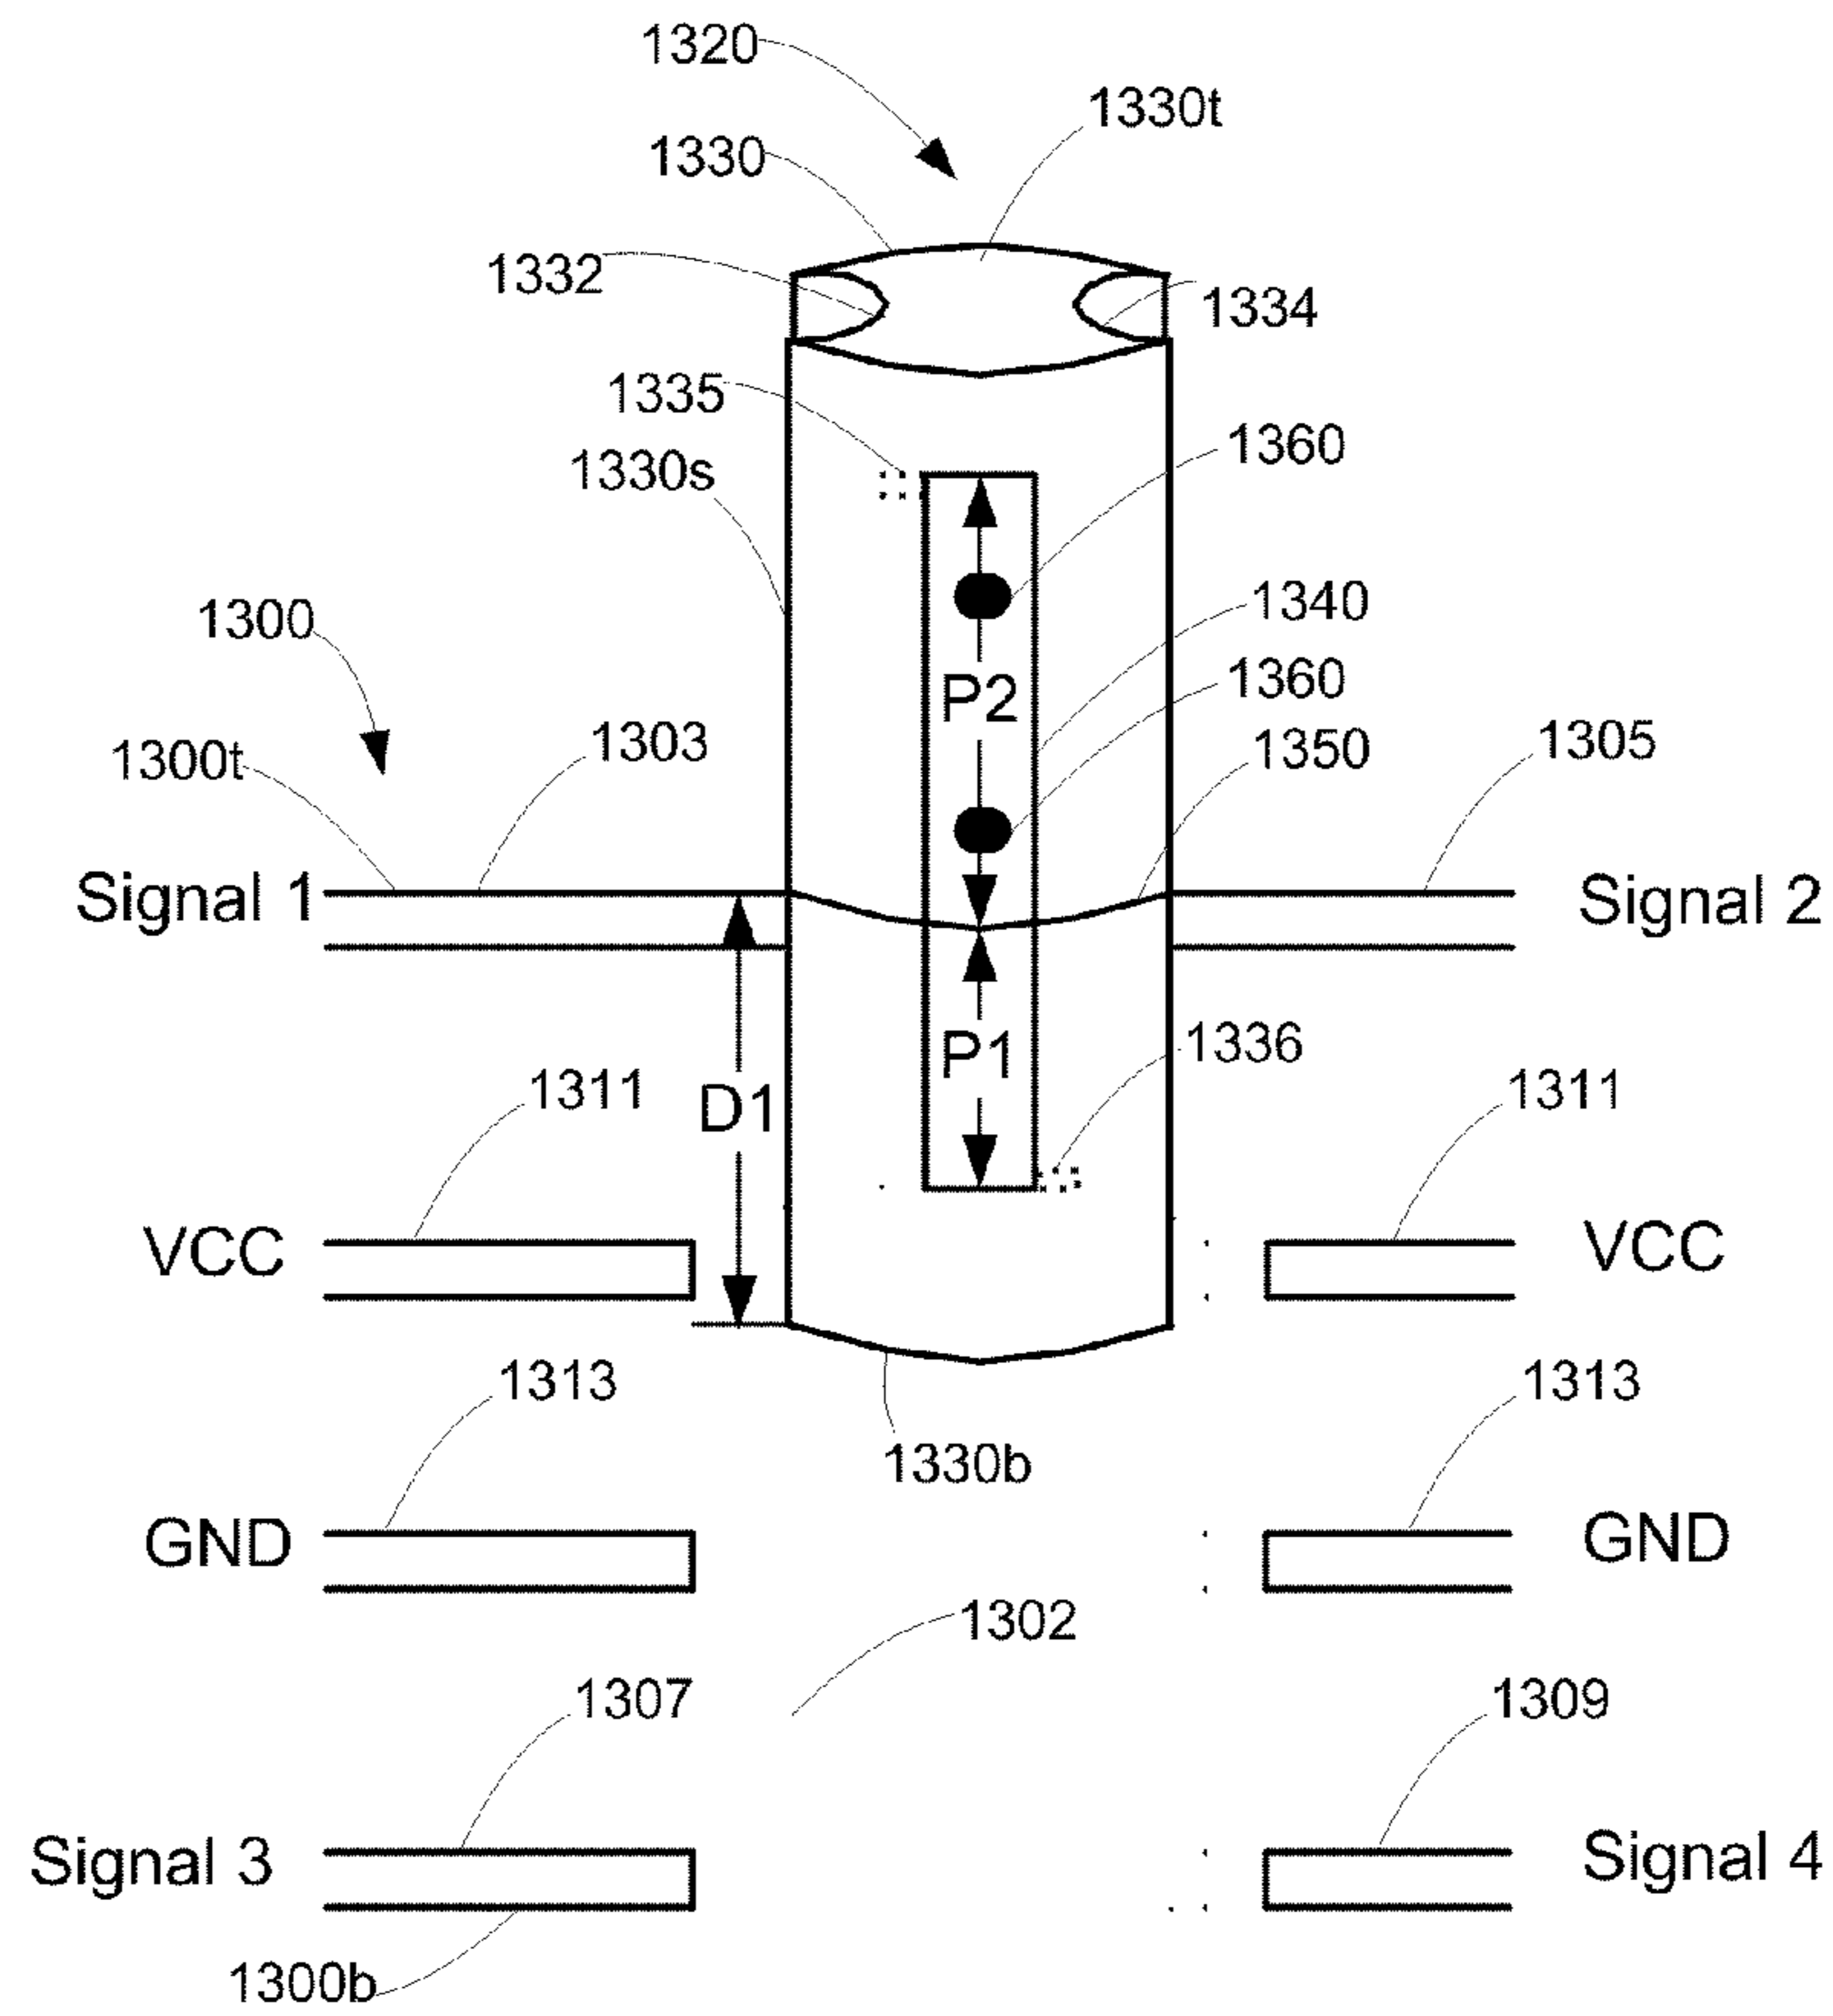 1320
1330t
1330
1332
1334
1335
1360
1330s
1340
1300
P2
1360
1303
1350
1305
1300t
Signal 1
Signal 2
1336
P1
1311
D1
1311
VCC
VCC
1313
1313
1330b
GND
GND
1302
1307
1309
Signal 3
Signal 4
1300b